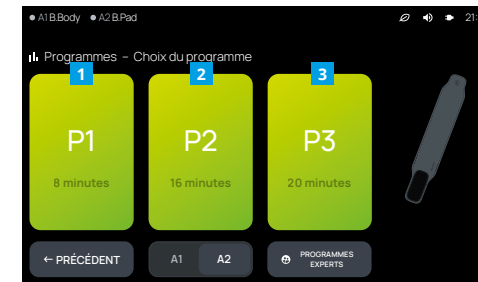 A1 B.Body A2 B.Pad 21:
Programmes – Choix du programme
1 2 3
P1 P2 P3
8 minutes 16 minutes 20 minutes
← PRÉCÉDENT A1 A2 PROGRAMMES
EXPERTS